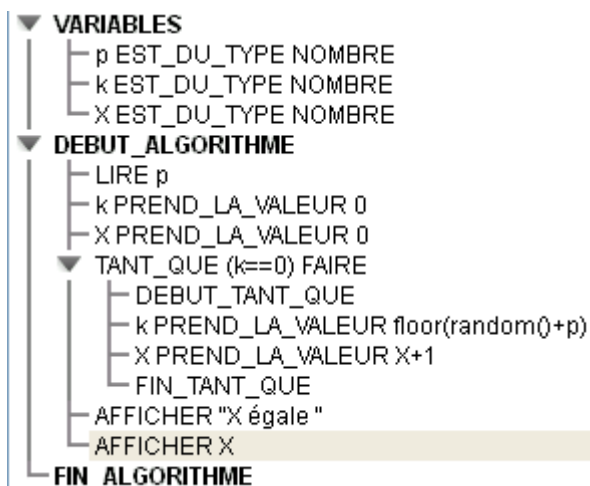 VARIABLES
p EST_DU_TYPE NOMBRE
k EST_DU_TYPE NOMBRE
X EST_DU_TYPE NOMBRE
DEBUT_ALGORITHME
LIRE p
k PREND_LA_VALEUR 0
X PREND_LA_VALEUR 0
TANT_QUE (k==0) FAIRE
DEBUT_TANT_QUE
k PREND_LA_VALEUR floor(random()+p)
X PREND_LA_VALEUR X+1
FIN_TANT_QUE
AFFICHER "X égale "
AFFICHER X
FIN_ALGORITHME